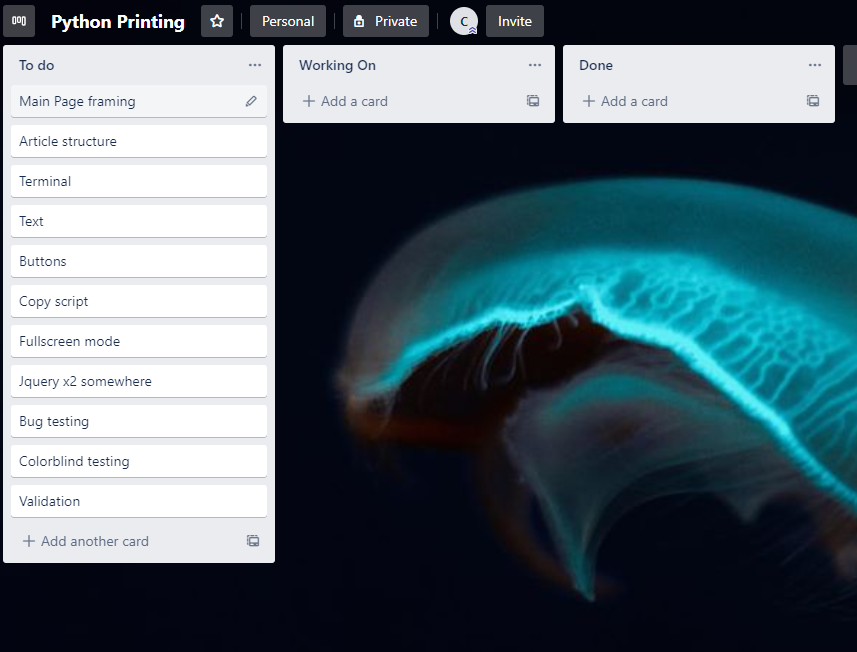 Python Printing
Personal
Private
C
Invite
To do
Main Page framing
Article structure
Terminal
Text
Buttons
Copy script
Fullscreen mode
Jquery x2 somewhere
Bug testing
Colorblind testing
Validation
Add another card
Working On
Add a card
Done
Add a card